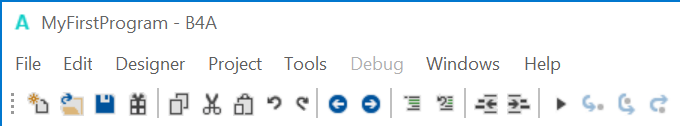 MyFirstProgram - B4A
File Edit Designer Project Tools Debug Windows Help